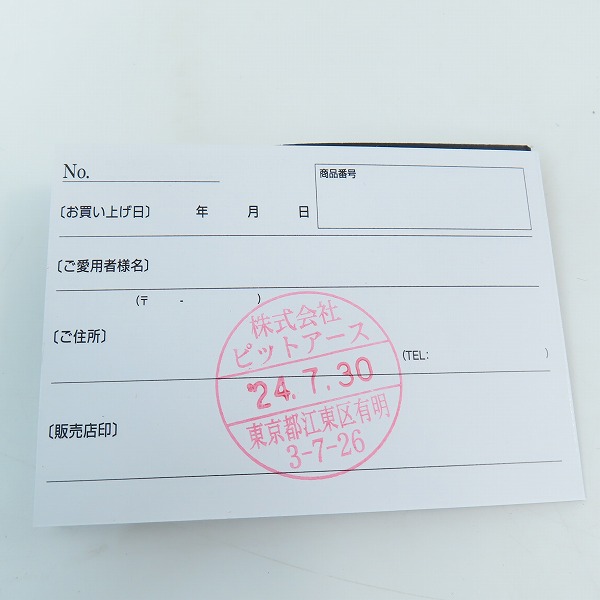 No.
商品番号
〔お買い上げ日〕 年 月 日
〔ご愛用者様名〕
(〒 - )
〔ご住所〕
(TEL: )
〔販売店印〕
株式会社
ピットアース
'24.7.30
東京都江東区有明
3-7-26